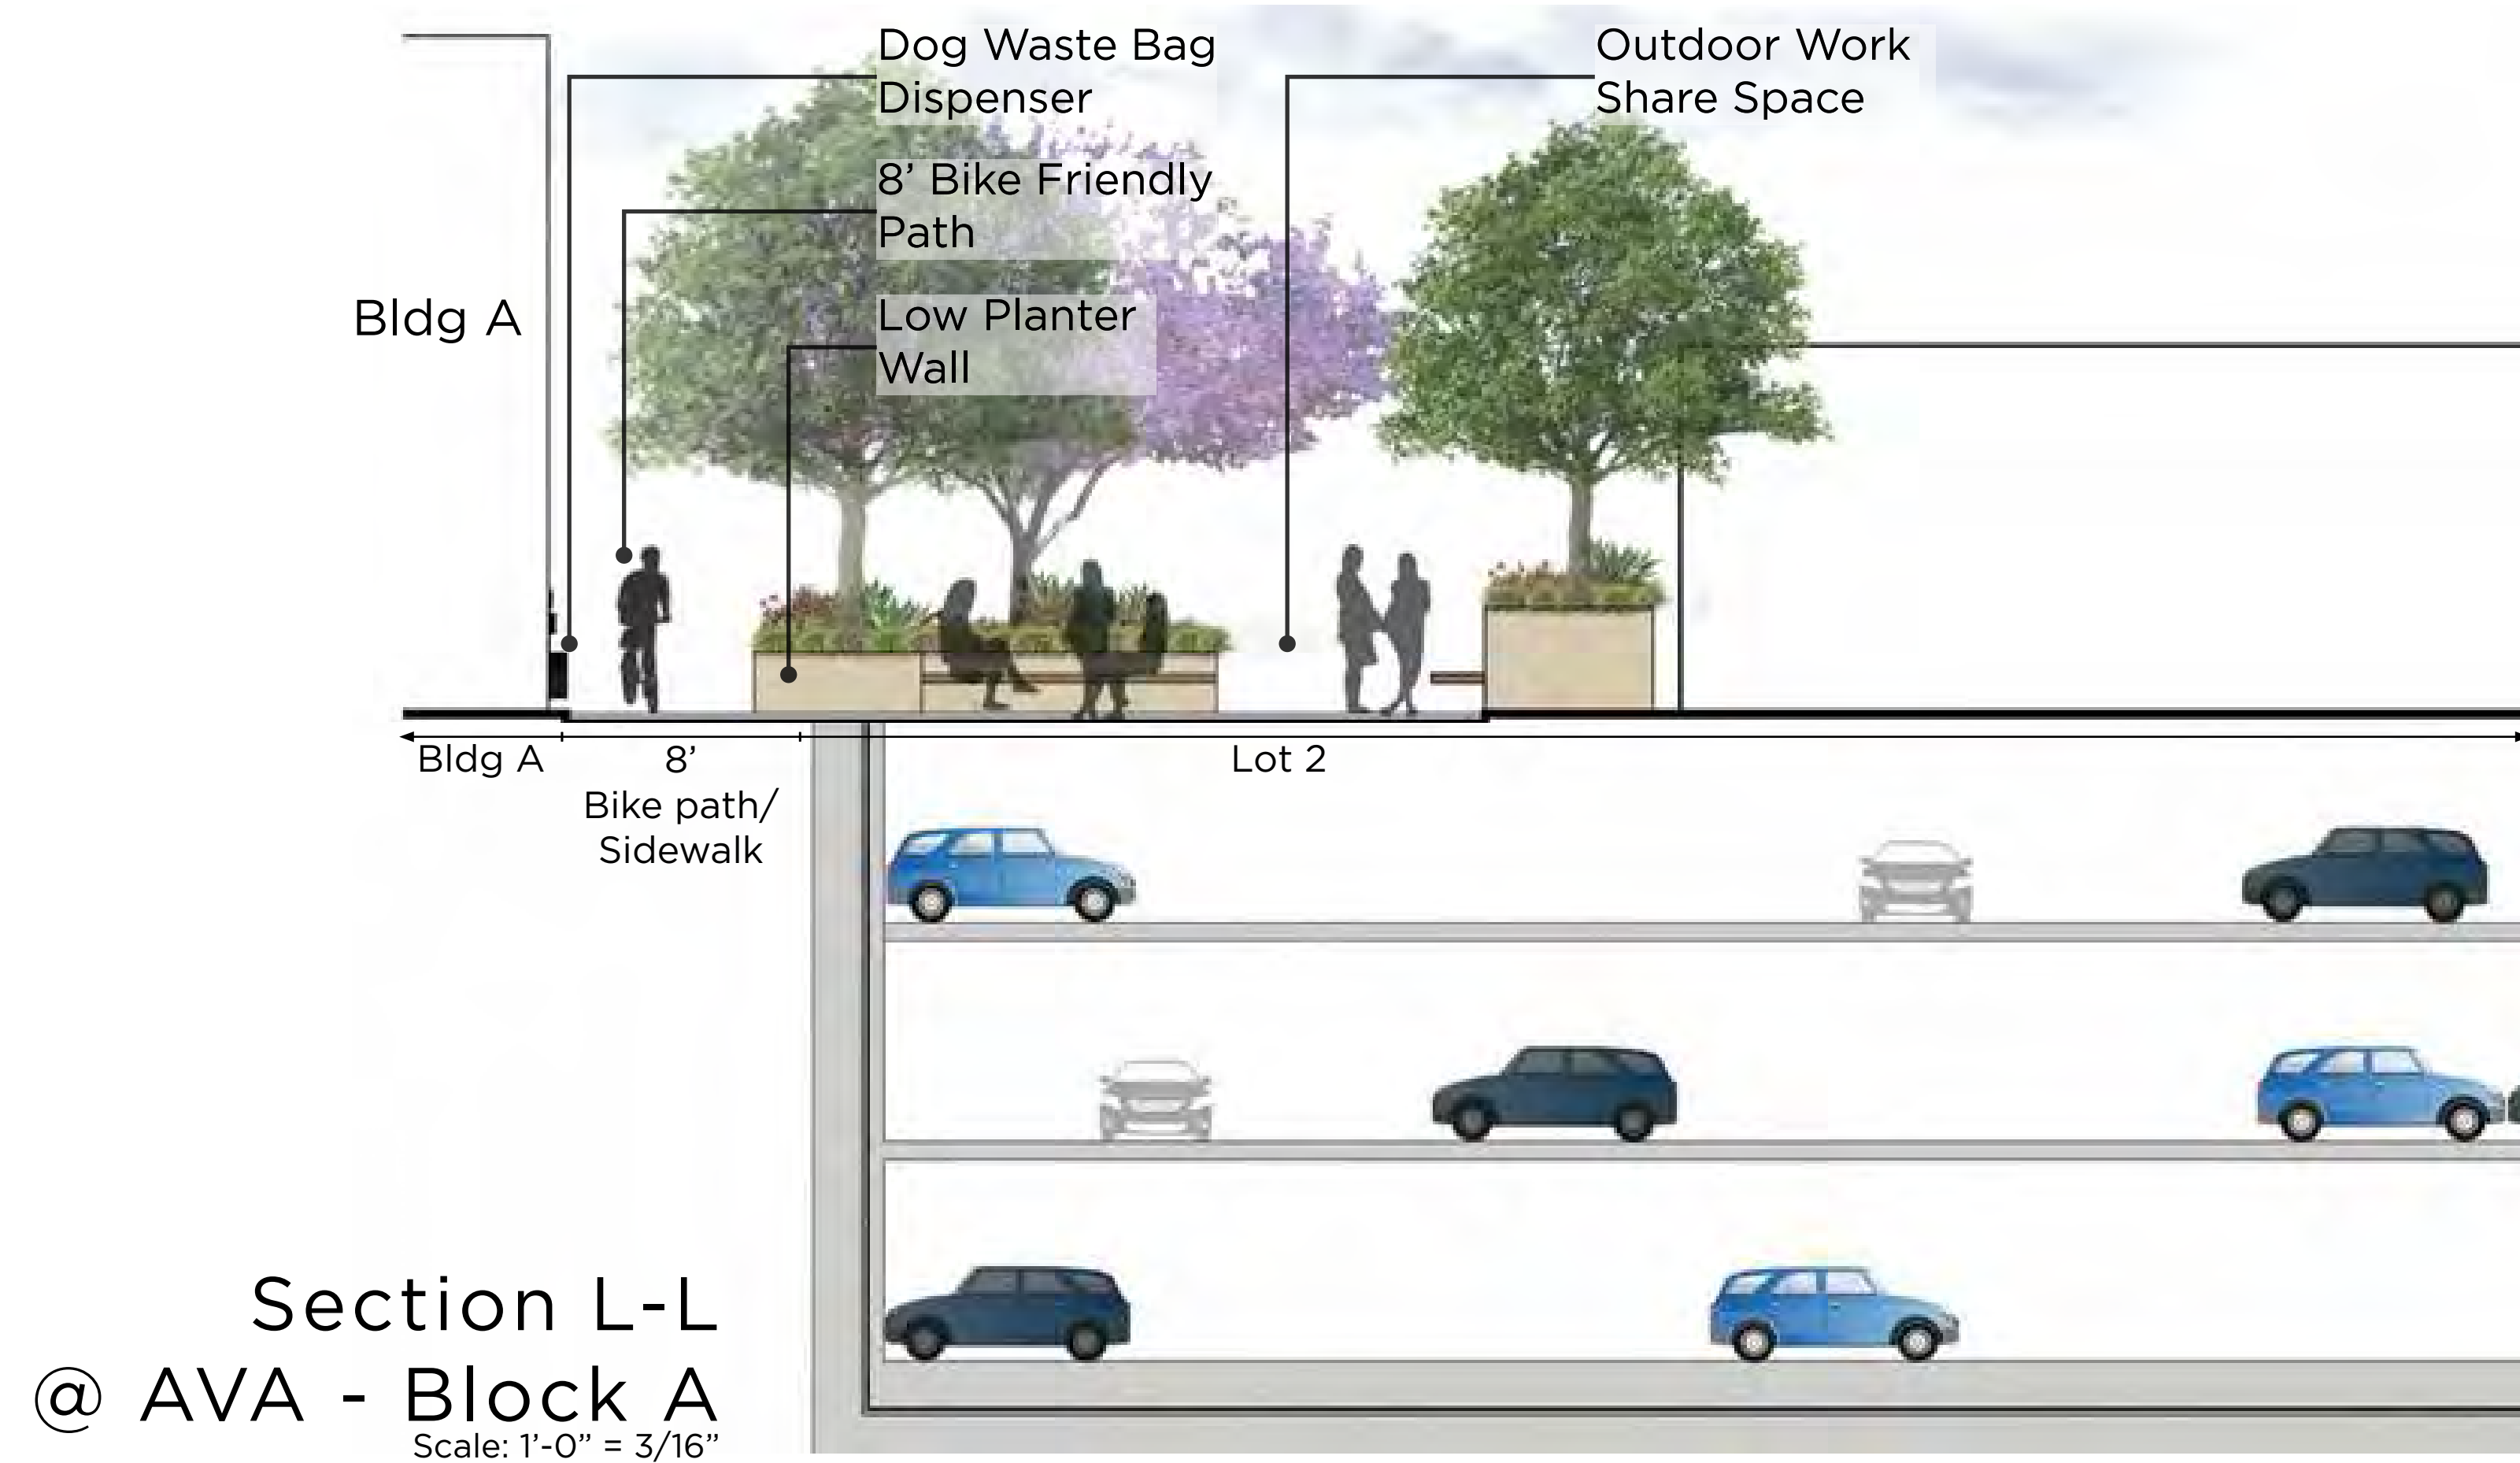 Dog Waste Bag
Dispenser
Outdoor Work
Share Space
8’ Bike Friendly
Path
Low Planter
Wall
Bldg A
Bldg A
8’
Bike path/
Sidewalk
Lot 2
Section L-L
@ AVA - Block A
Scale: 1’-0” = 3/16”